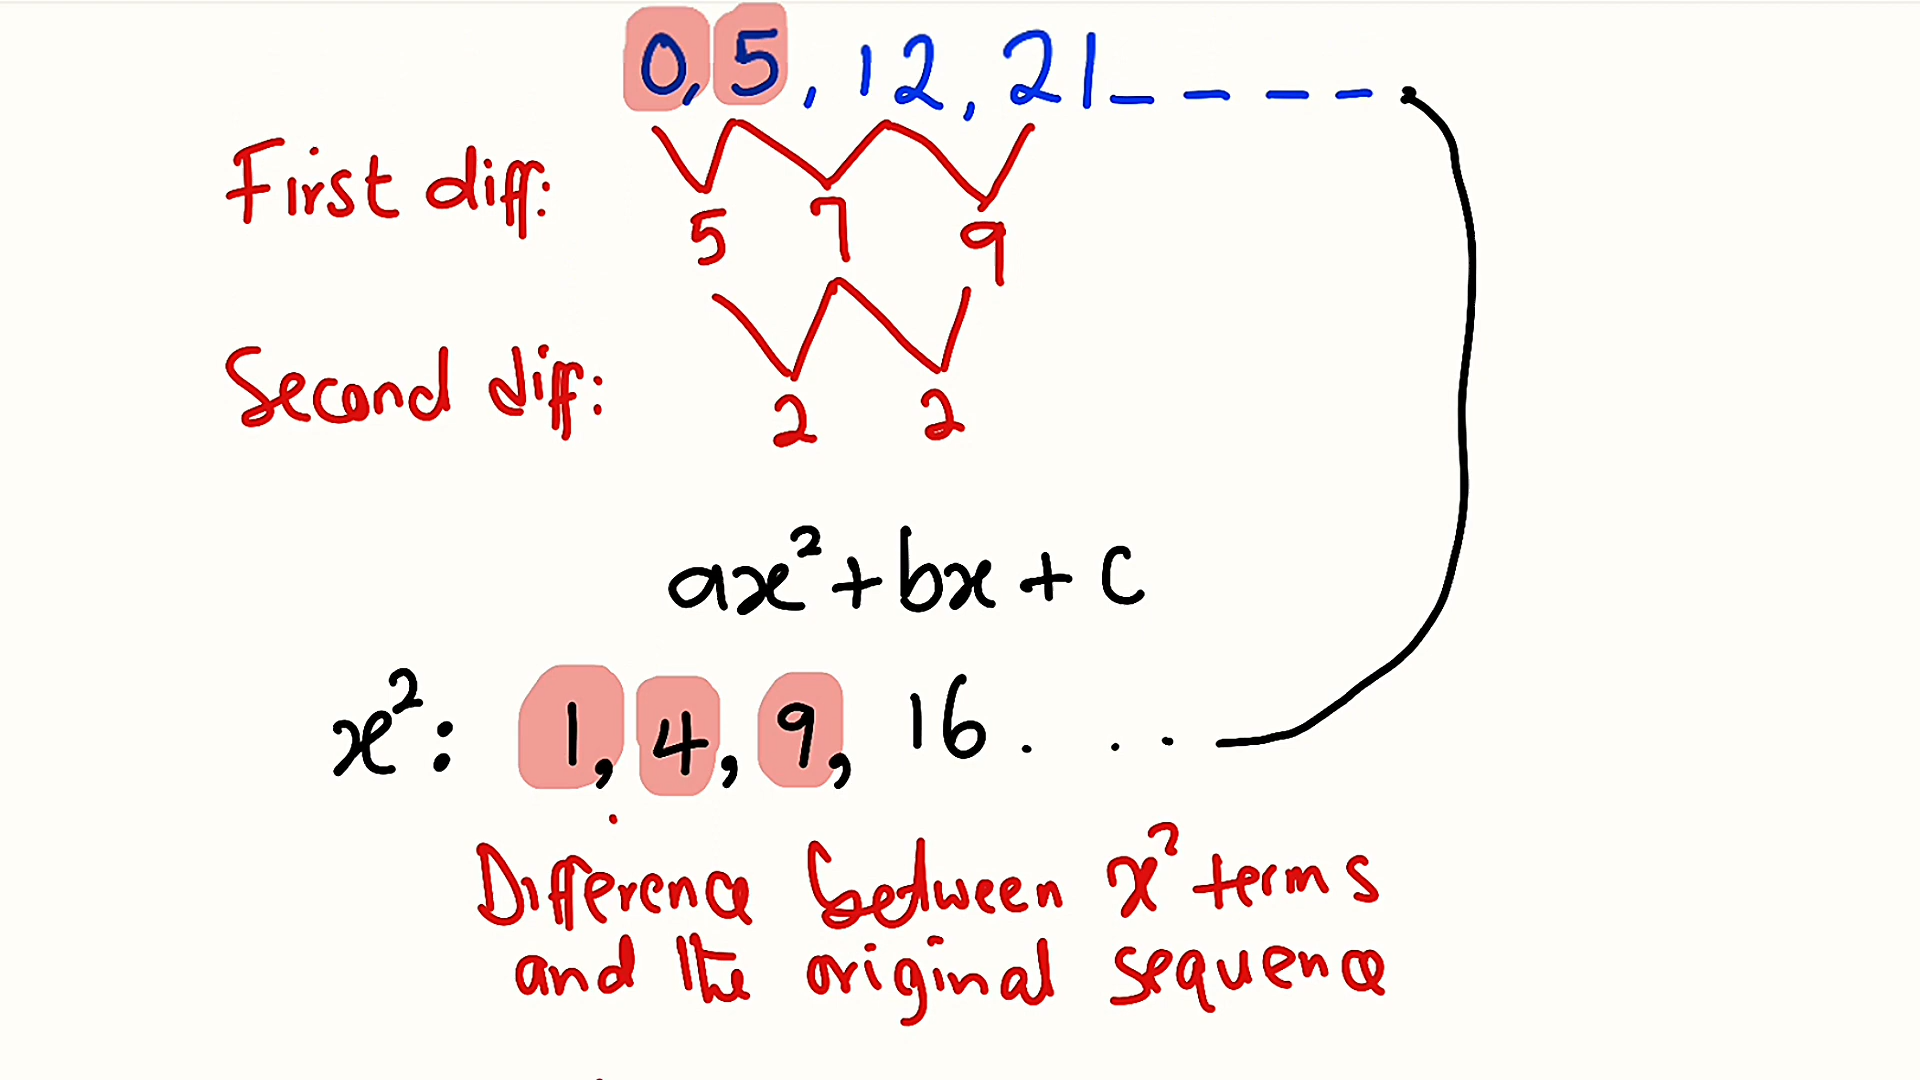 0, 5, 12, 21 _ _ _ _
First diff:
5 7 9
Second diff:
2 2
ax² + bx + c
x²: 1, 4, 9, 16 . . .
Difference between x² terms
and the original sequence